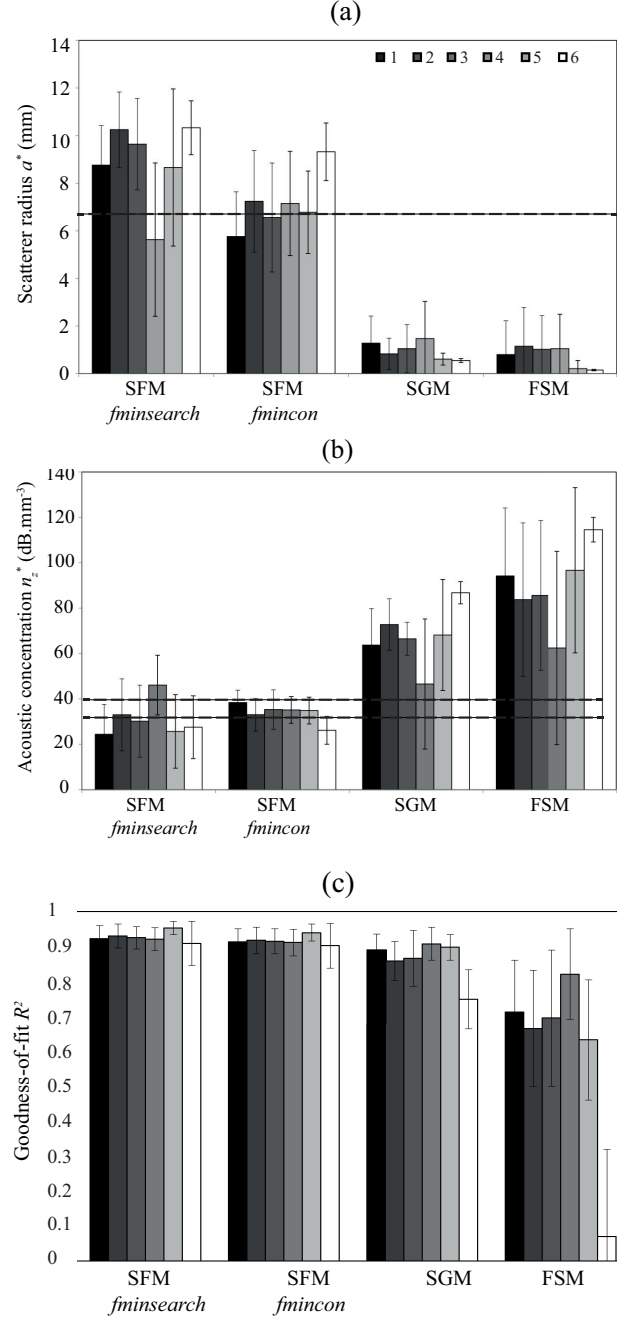 (a)
Scatterer radius a* (mm)
16
14
12
10
8
6
4
2
0
1 2 3 4 5 6
SFM SFM SGM FSM
fminsearch fmincon
(b)
Acoustic concentration n_z* (dB.mm⁻³)
140
120
100
80
60
40
20
0
SFM SFM SGM FSM
fminsearch fmincon
(c)
Goodness-of-fit R²
1
0.9
0.8
0.7
0.6
0.5
0.4
0.3
0.2
0.1
0
SFM SFM SGM FSM
fminsearch fmincon